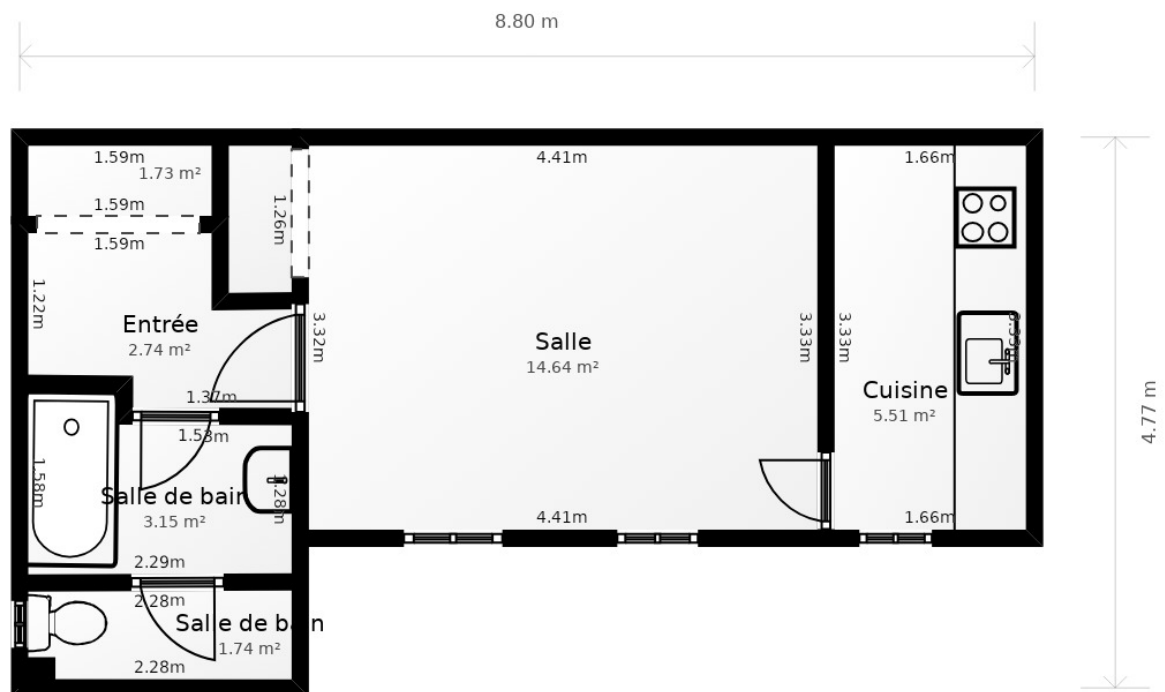 8.80 m
1.59m
1.73 m²
4.41m
1.66m
1.59m
1.26m
1.59m
1.22m
Entrée
2.74 m²
3.32m
Salle
14.64 m²
3.33m
3.33m
3.33m
Cuisine
5.51 m²
4.77 m
1.37m
1.53m
1.58m
Salle de bain
3.15 m²
1.28m
4.41m
1.66m
2.29m
2.28m
Salle de bain
1.74 m²
2.28m